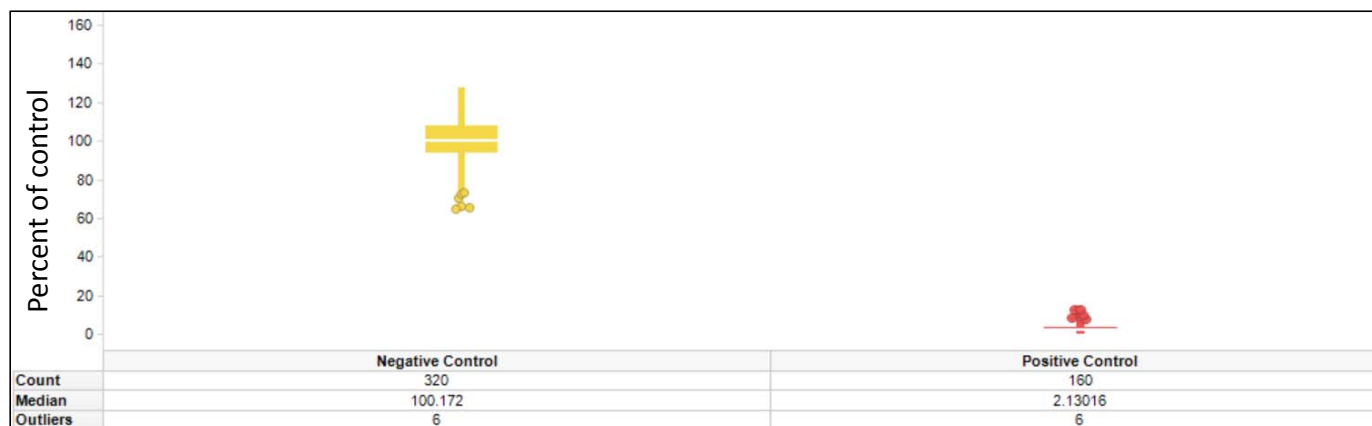 Percent of control
160
140
120
100
80
60
40
20
0
Negative Control Positive Control
Count 320 160
Median 100.172 2.13016
Outliers 6 6